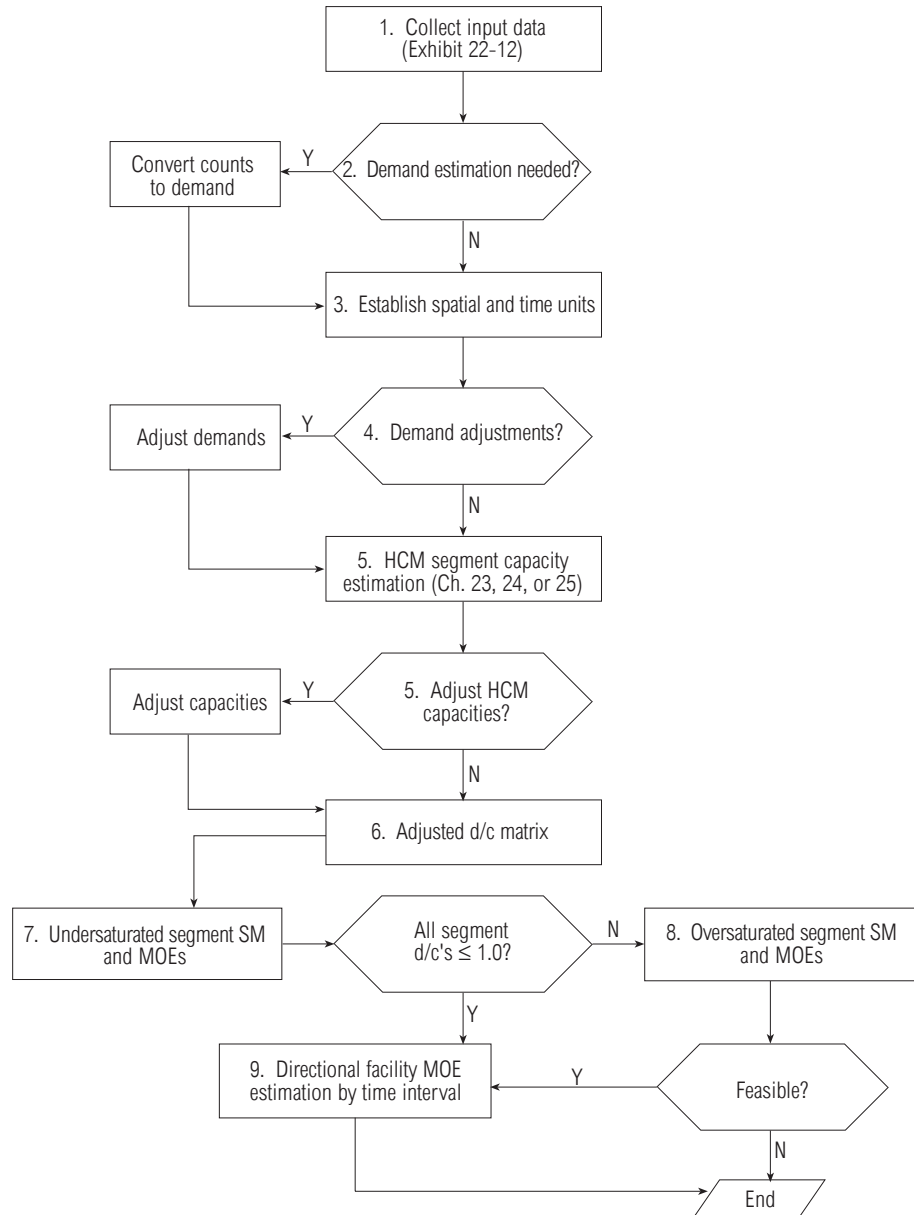 1. Collect input data
(Exhibit 22-12)
Convert counts
to demand
Y
2. Demand estimation needed?
N
3. Establish spatial and time units
Adjust demands
Y
4. Demand adjustments?
N
5. HCM segment capacity
estimation (Ch. 23, 24, or 25)
Adjust capacities
Y
5. Adjust HCM
capacities?
N
6. Adjusted d/c matrix
7. Undersaturated segment SM
and MOEs
All segment
d/c's ≤ 1.0?
N
8. Oversaturated segment SM
and MOEs
Y
9. Directional facility MOE
estimation by time interval
Y
Feasible?
N
End